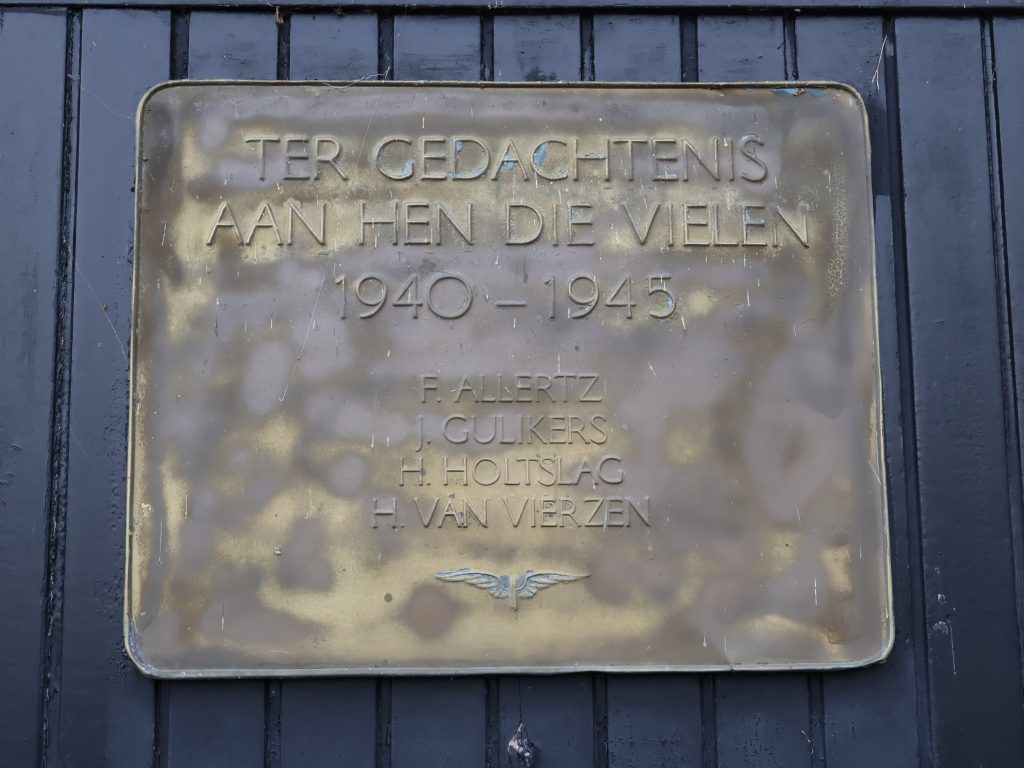 TER GEDACHTENIS
AAN HEN DIE VIELEN
1940 – 1945
F. ALLERTZ
J. GULIKERS
H. HOLTSLAG
H. VAN VIERZEN